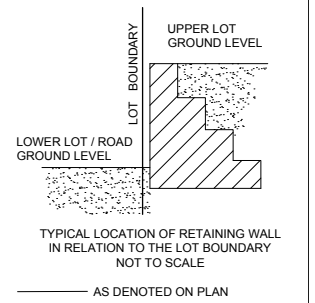 UPPER LOT
GROUND LEVEL
LOT BOUNDARY
LOWER LOT / ROAD
GROUND LEVEL
TYPICAL LOCATION OF RETAINING WALL
IN RELATION TO THE LOT BOUNDARY
NOT TO SCALE
AS DENOTED ON PLAN